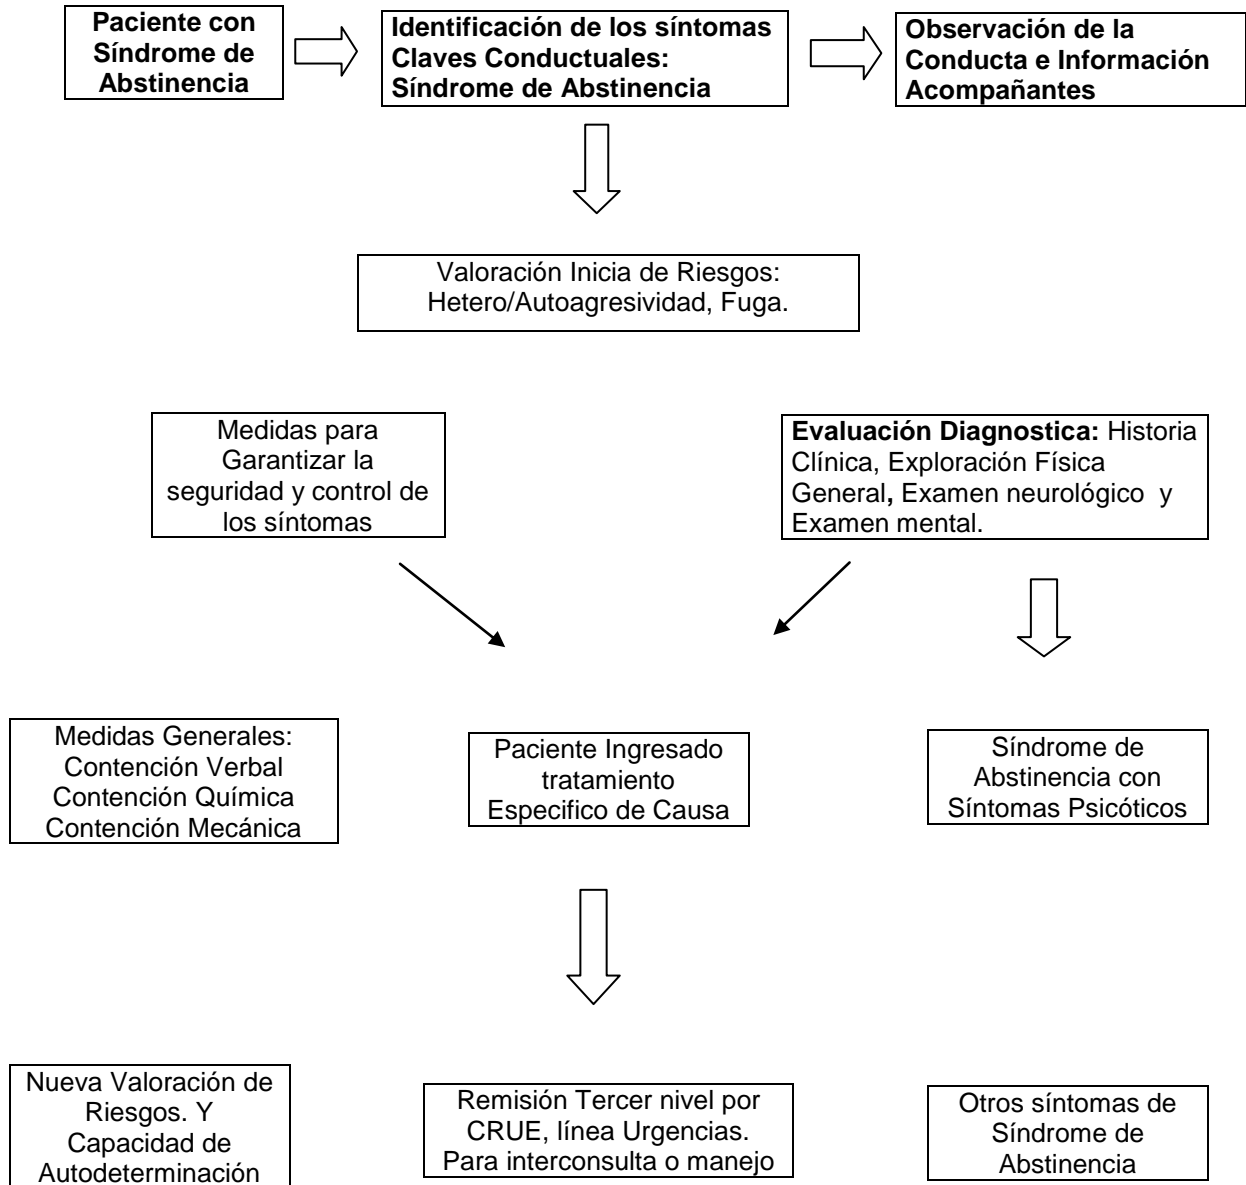 Paciente con
Síndrome de
Abstinencia
Identificación de los síntomas
Claves Conductuales:
Síndrome de Abstinencia
Observación de la
Conducta e Información
Acompañantes
Valoración Inicia de Riesgos:
Hetero/Autoagresividad, Fuga.
Medidas para
Garantizar la
seguridad y control de
los síntomas
Evaluación Diagnostica: Historia
Clínica, Exploración Física
General, Examen neurológico y
Examen mental.
Medidas Generales:
Contención Verbal
Contención Química
Contención Mecánica
Paciente Ingresado
tratamiento
Especifico de Causa
Síndrome de
Abstinencia con
Síntomas Psicóticos
Nueva Valoración de
Riesgos. Y
Capacidad de
Autodeterminación
Remisión Tercer nivel por
CRUE, línea Urgencias.
Para interconsulta o manejo
Otros síntomas de
Síndrome de
Abstinencia